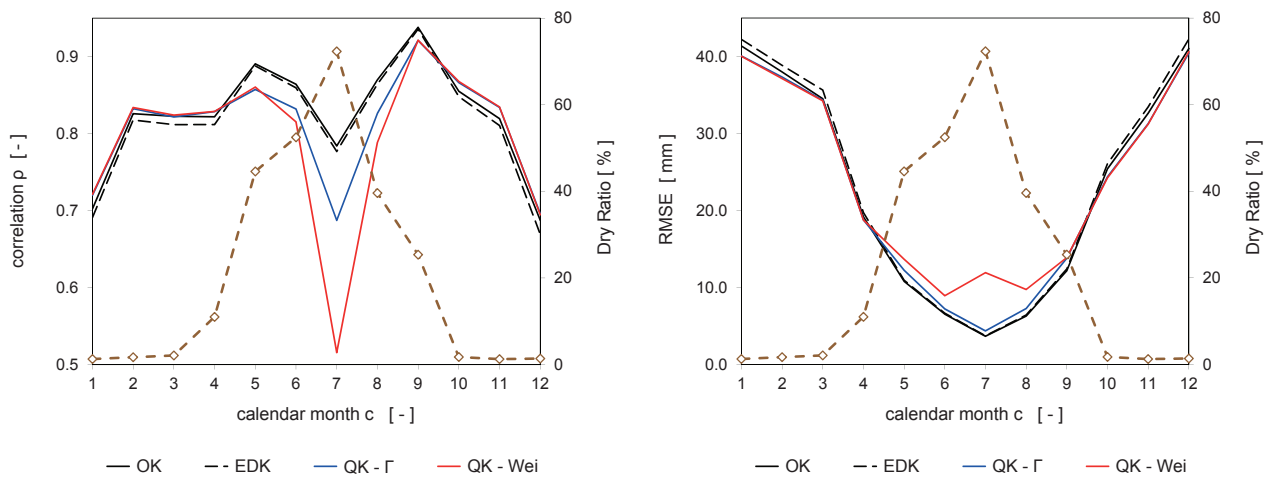 correlation ρ [ - ]
0.9
0.8
0.7
0.6
0.5
80
60
40
20
0
Dry Ratio [ % ]
1 2 3 4 5 6 7 8 9 10 11 12
calendar month c [ - ]
OK EDK QK - Γ QK - Wei
RMSE [ mm ]
40.0
30.0
20.0
10.0
0.0
80
60
40
20
0
Dry Ratio [ % ]
1 2 3 4 5 6 7 8 9 10 11 12
calendar month c [ - ]
OK EDK QK - Γ QK - Wei